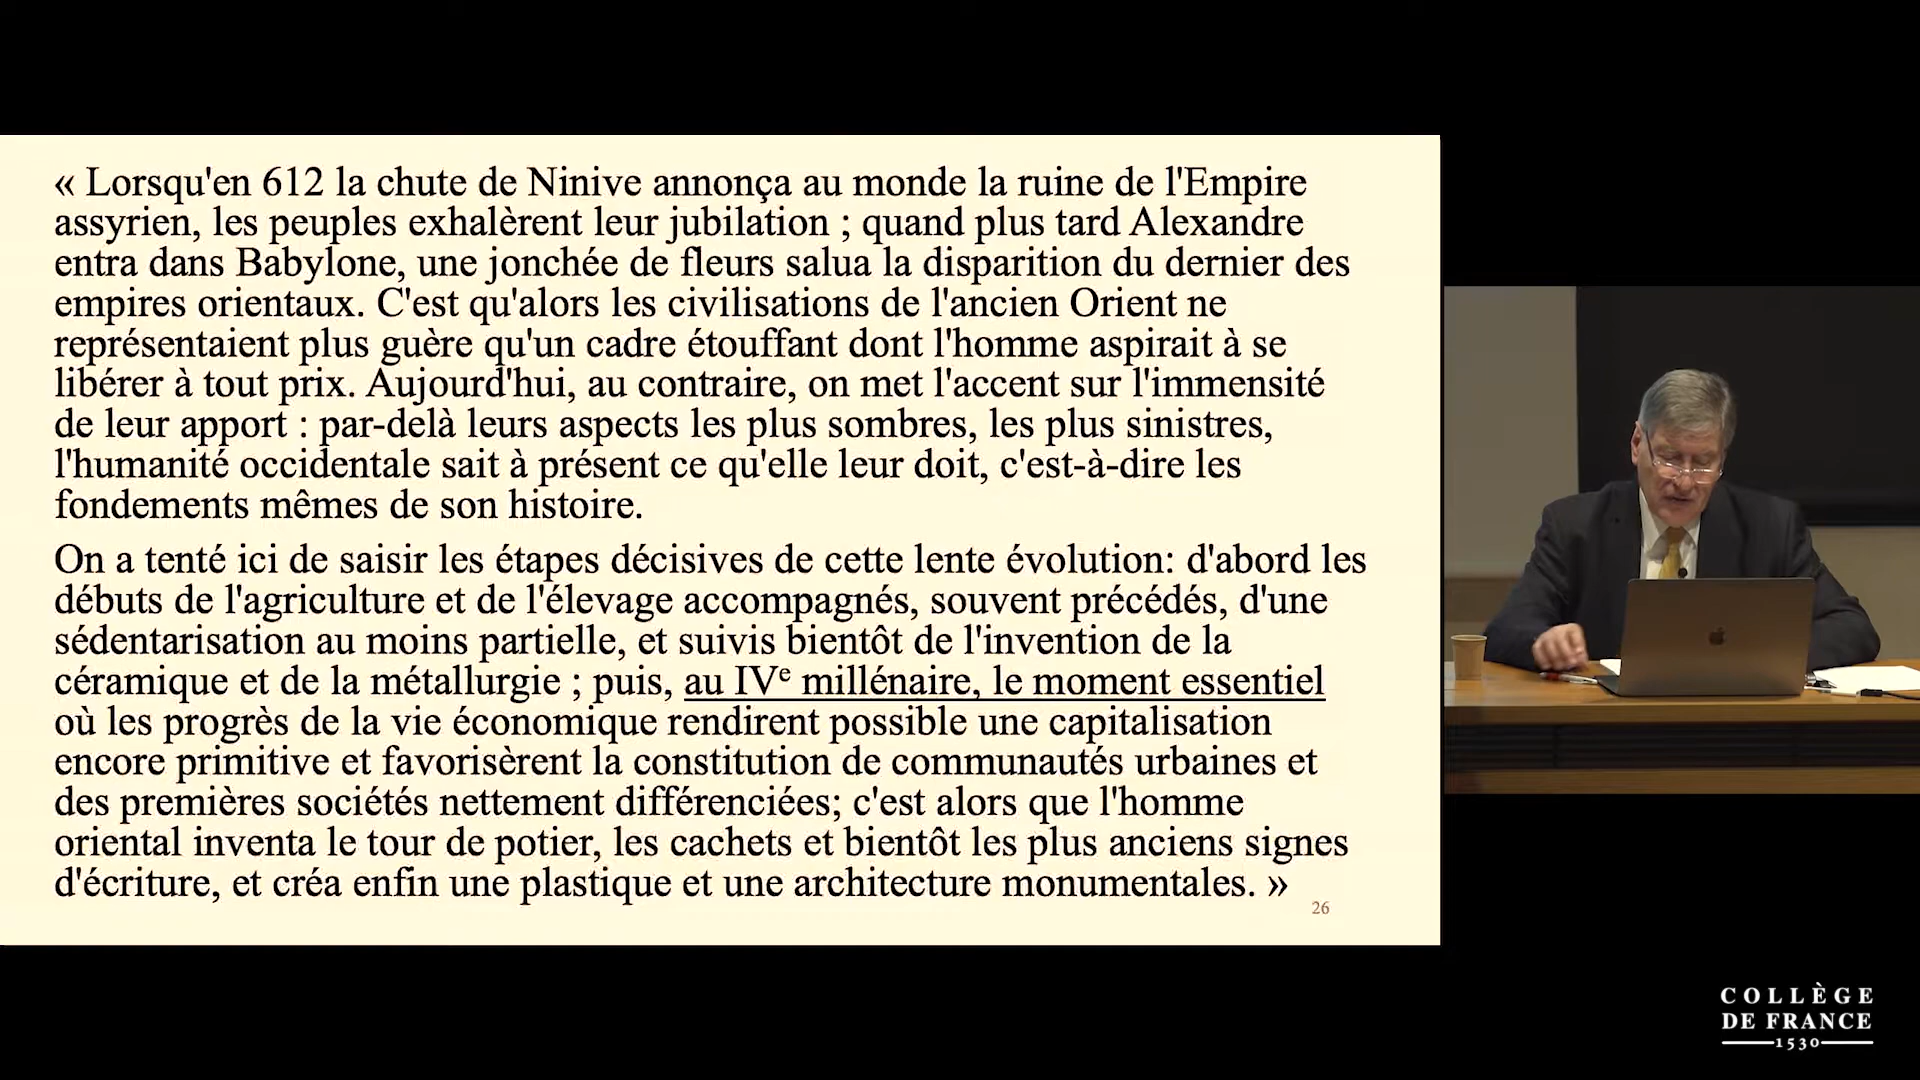 « Lorsqu'en 612 la chute de Ninive annonça au monde la ruine de l'Empire
assyrien, les peuples exhalèrent leur jubilation ; quand plus tard Alexandre
entra dans Babylone, une jonchée de fleurs salua la disparition du dernier des
empires orientaux. C'est qu'alors les civilisations de l'ancien Orient ne
représentaient plus guère qu'un cadre étouffant dont l'homme aspirait à se
libérer à tout prix. Aujourd'hui, au contraire, on met l'accent sur l'immensité
de leur apport : par-delà leurs aspects les plus sombres, les plus sinistres,
l'humanité occidentale sait à présent ce qu'elle leur doit, c'est-à-dire les
fondements mêmes de son histoire.
On a tenté ici de saisir les étapes décisives de cette lente évolution: d'abord les
débuts de l'agriculture et de l'élevage accompagnés, souvent précédés, d'une
sédentarisation au moins partielle, et suivis bientôt de l'invention de la
céramique et de la métallurgie ; puis, au IVe millénaire, le moment essentiel
où les progrès de la vie économique rendirent possible une capitalisation
encore primitive et favorisèrent la constitution de communautés urbaines et
des premières sociétés nettement différenciées; c'est alors que l'homme
oriental inventa le tour de potier, les cachets et bientôt les plus anciens signes
d'écriture, et créa enfin une plastique et une architecture monumentales. »
26
COLLÈGE
DE FRANCE
1530